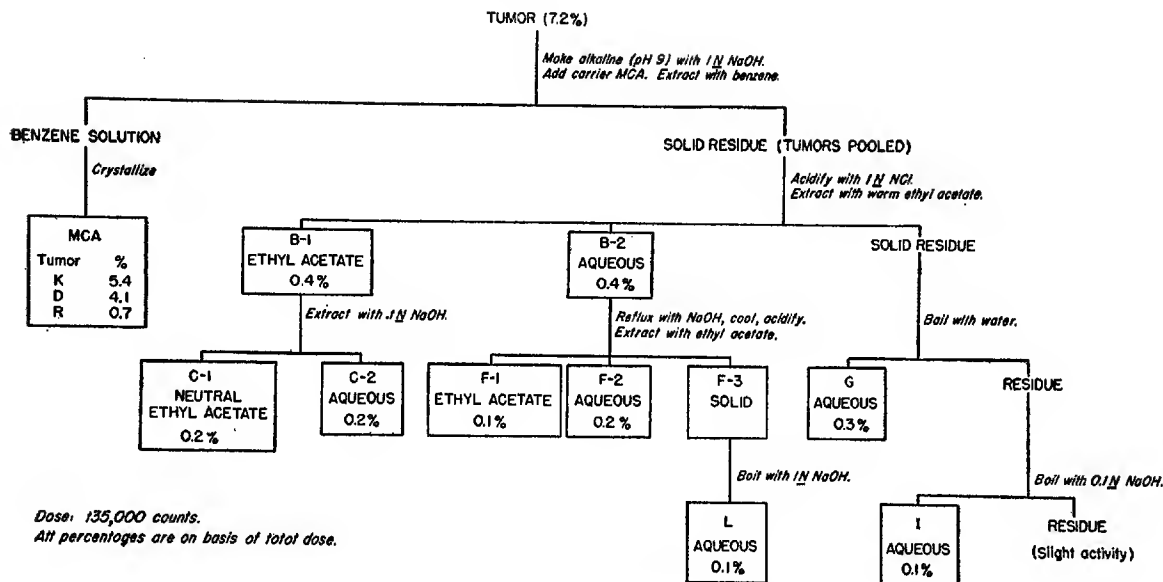 TUMOR (7.2%)
Make alkaline (pH 9) with 1N NaOH.
Add carrier MCA. Extract with benzene.
BENZENE SOLUTION
SOLID RESIDUE (TUMORS POOLED)
Crystallize
Acidify with 1N NCl.
Extract with warm ethyl acetate.
MCA
Tumor %
K 5.4
D 4.1
R 0.7
B-1
ETHYL ACETATE
0.4%
B-2
AQUEOUS
0.4%
SOLID RESIDUE
Extract with .1N NaOH.
Reflux with NaOH, cool, acidify.
Extract with ethyl acetate.
Bail with water.
C-1
NEUTRAL
ETHYL ACETATE
0.2%
C-2
AQUEOUS
0.2%
F-1
ETHYL ACETATE
0.1%
F-2
AQUEOUS
0.2%
F-3
SOLID
G
AQUEOUS
0.3%
RESIDUE
Boil with 1N NaOH.
Boil with 0.1N NaOH.
L
AQUEOUS
0.1%
I
AQUEOUS
0.1%
RESIDUE
(Slight activity)
Dose: 135,000 counts.
All percentages are on basis of total dose.